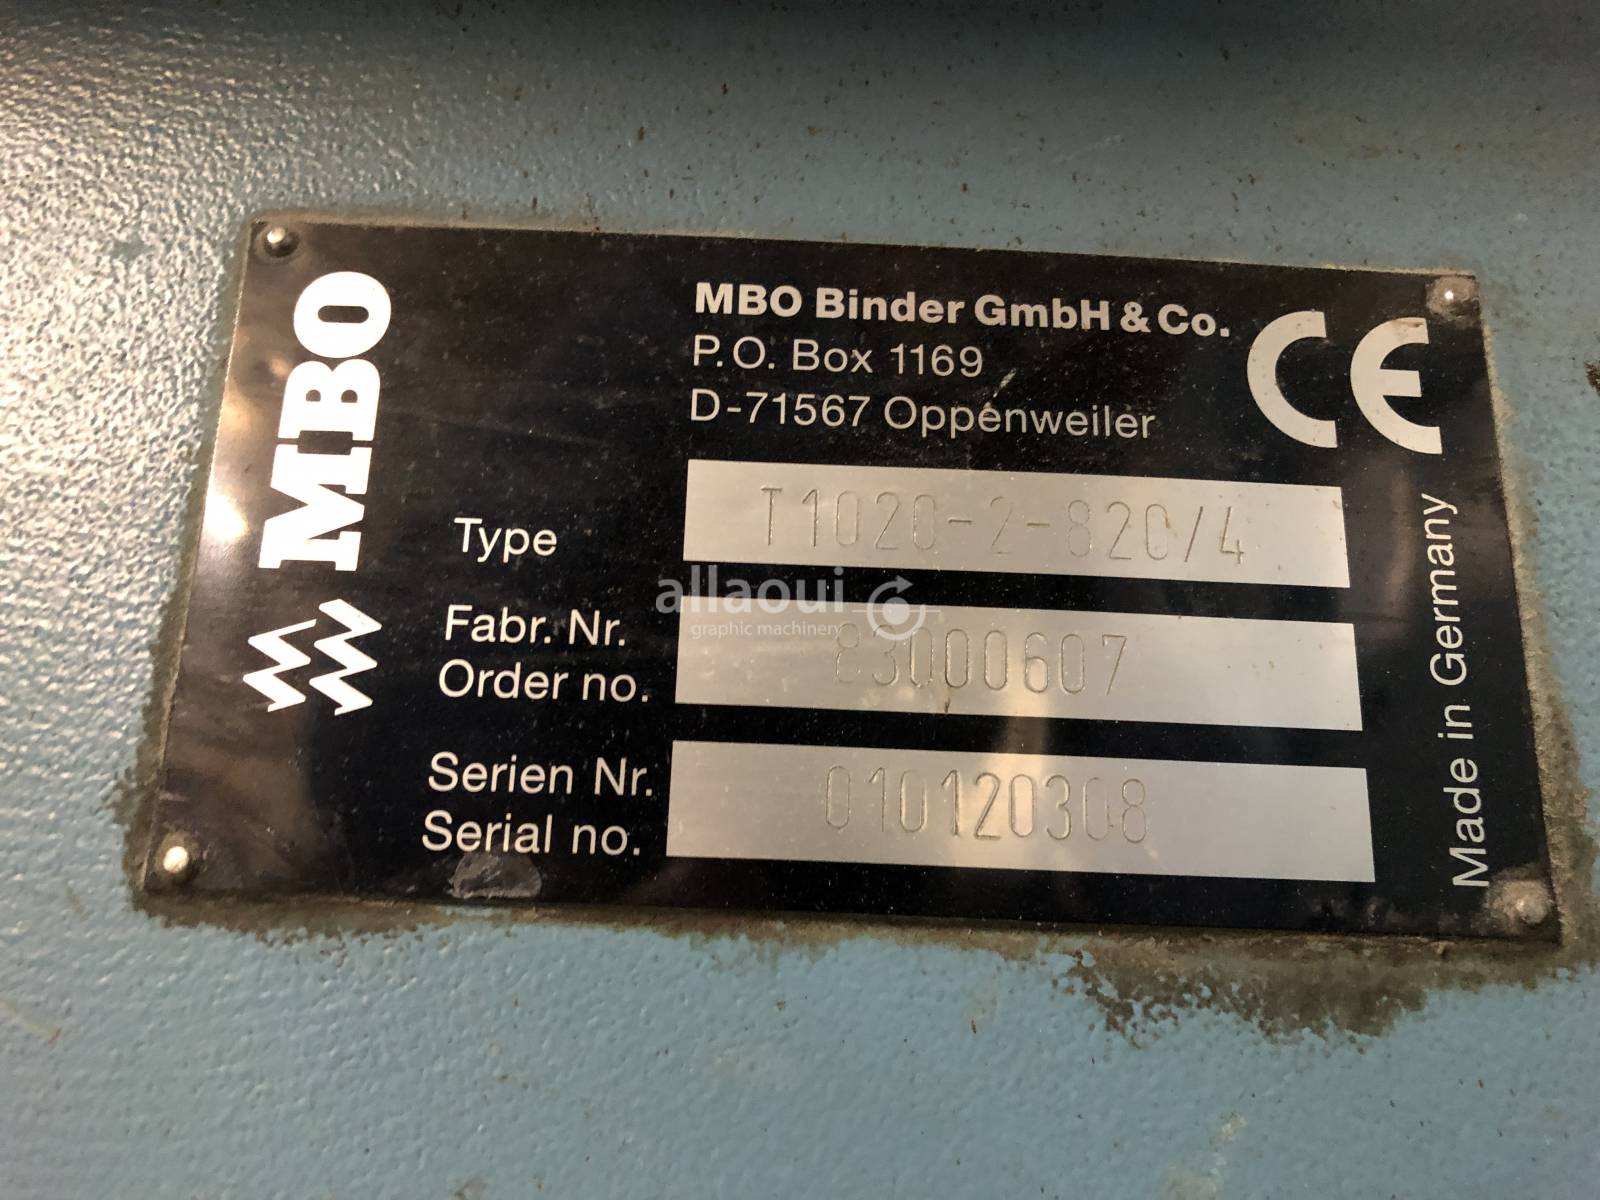 MBO
MBO Binder GmbH & Co.
P.O. Box 1169
D-71567 Oppenweiler
CE
Type
T1020-2-820/4
Fabr. Nr.
Order no.
83000607
Serien Nr.
Serial no.
010120308
Made in Germany
allaoui
graphic machinery